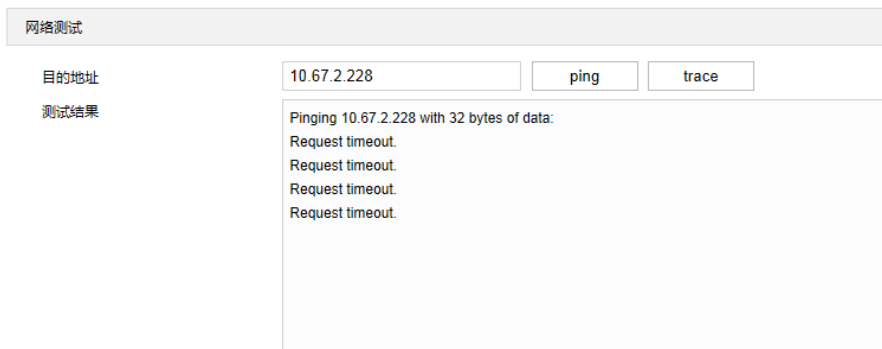 网络测试
目的地址 10.67.2.228 ping trace
测试结果
Pinging 10.67.2.228 with 32 bytes of data:
Request timeout.
Request timeout.
Request timeout.
Request timeout.